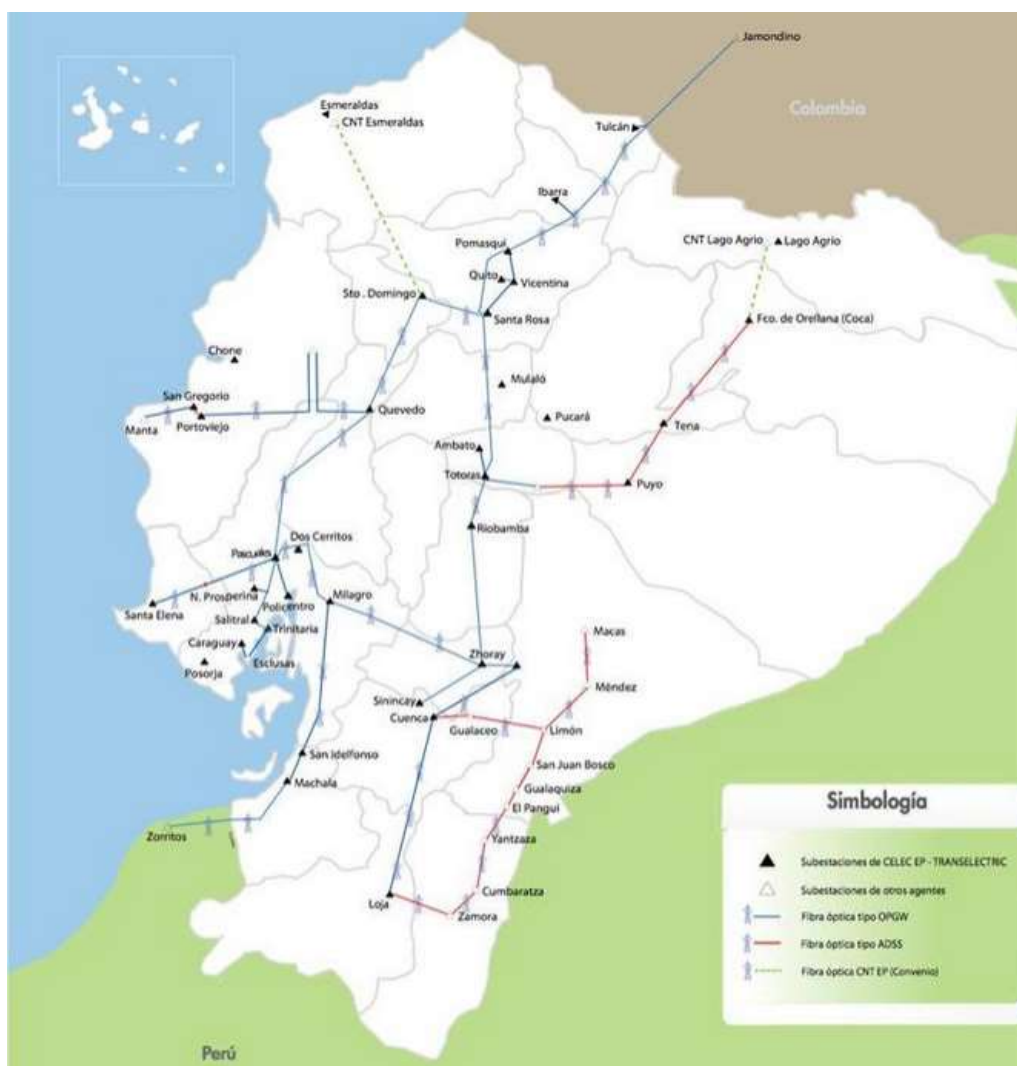 Jamondino
Colombia
Esmeraldas
CNT Esmeraldas
Tulcán
Ibarra
Pomasqui
CNT Lago Agrio
Lago Agrio
Quito
Vicentina
Sto. Domingo
Santa Rosa
Fco. de Orellana (Coca)
Chone
Mulaló
San Gregorio
Quevedo
Pucará
Manta
Portoviejo
Tena
Ambato
Totoras
Puyo
Riobamba
Dos Cerritos
Pascuales
N. Prosperina
Policentro
Milagro
Santa Elena
Salitral
Trinitaria
Macas
Caraguay
Esclusas
Zhoray
Posorja
Méndez
Sinincay
Cuenca
Gualaceo
Limón
San Ildelfonso
San Juan Bosco
Machala
Gualaquiza
El Pangui
Zorritos
Yantzaza
Cumbaratza
Loja
Zamora
Perú
Simbología
Subestaciones de CELEC EP - TRANSELECTRIC
Subestaciones de otros agentes
Fibra óptica tipo OPGW
Fibra óptica tipo ADSS
Fibra óptica CNT EP (Convenio)